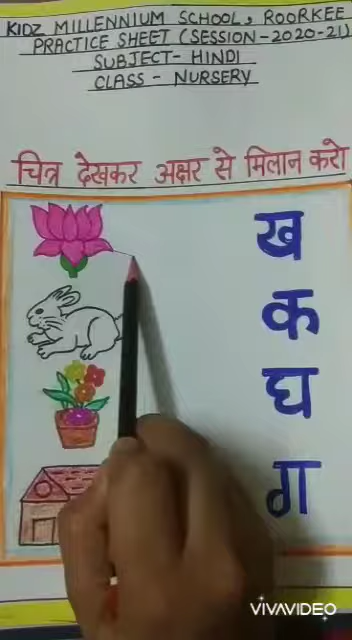 KIDZ MILLENNIUM SCHOOL, ROORKEE
PRACTICE SHEET (SESSION-2020-21)
SUBJECT- HINDI
CLASS - NURSERY
चित्र देखकर अक्षर से मिलान करो
ख
क
घ
ग
VIVAVIDEO